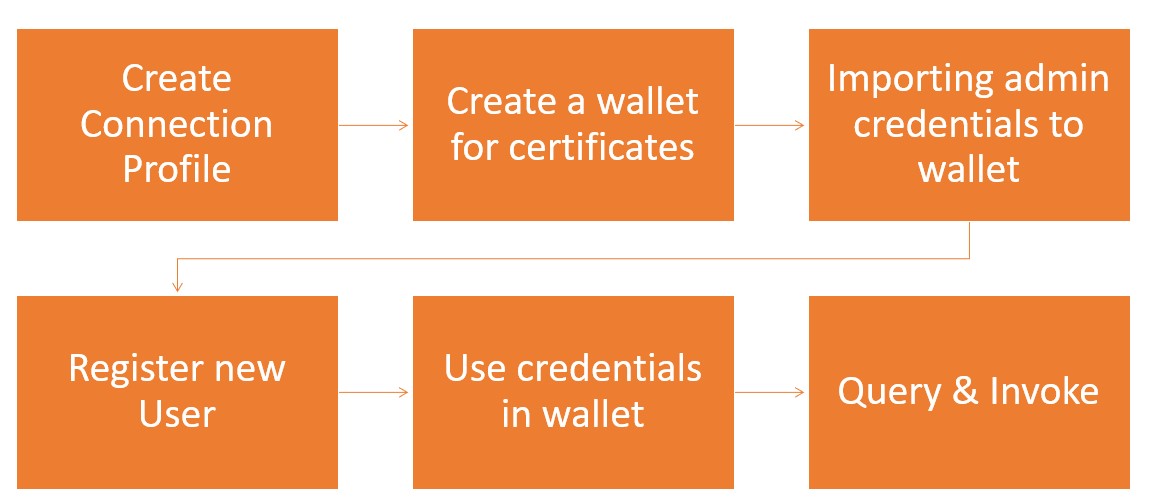 Create
Connection
Profile
Create a wallet
for certificates
Importing admin
credentials to
wallet
Register new
User
Use credentials
in wallet
Query & Invoke